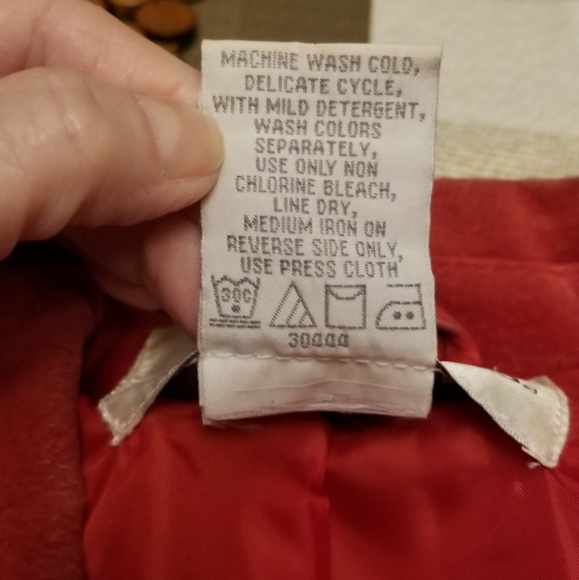 MACHINE WASH COLD,
DELICATE CYCLE,
WITH MILD DETERGENT,
WASH COLORS
SEPARATELY,
USE ONLY NON
CHLORINE BLEACH,
LINE DRY,
MEDIUM IRON ON
REVERSE SIDE ONLY,
USE PRESS CLOTH
30C
30444